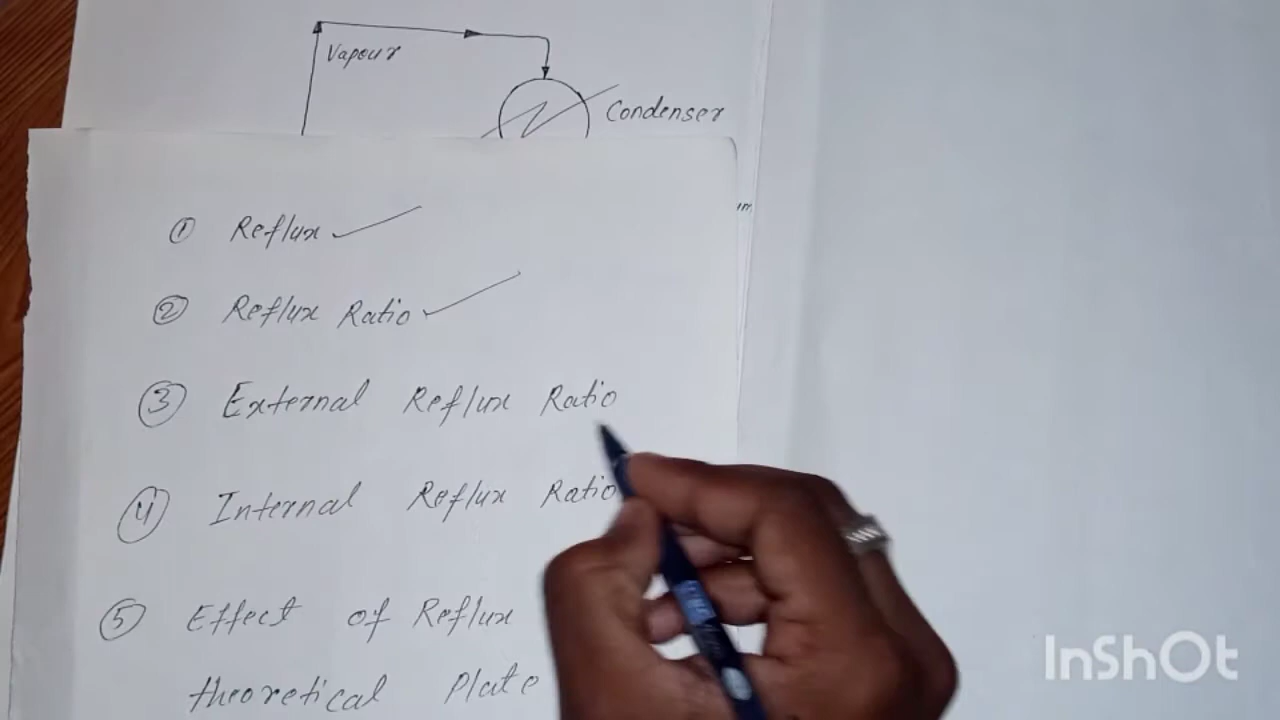 Vapour
Condenser
① Reflux
② Reflux Ratio
③ External Reflux Ratio
④ Internal Reflux Ratio
⑤ Effect of Reflux
theoretical Plate
InShOt